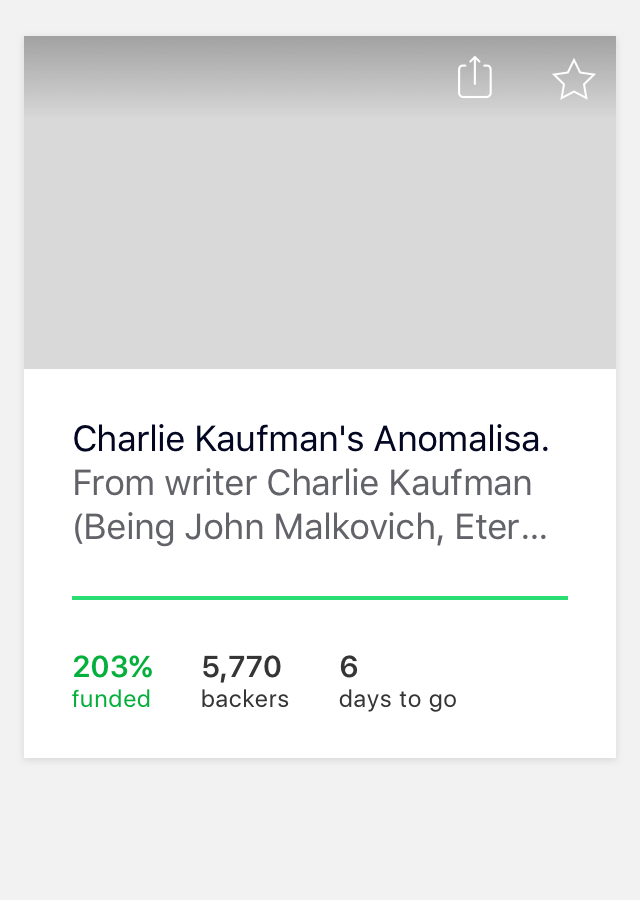 Charlie Kaufman's Anomalisa.
From writer Charlie Kaufman
(Being John Malkovich, Eter...
203% 5,770 6
funded backers days to go